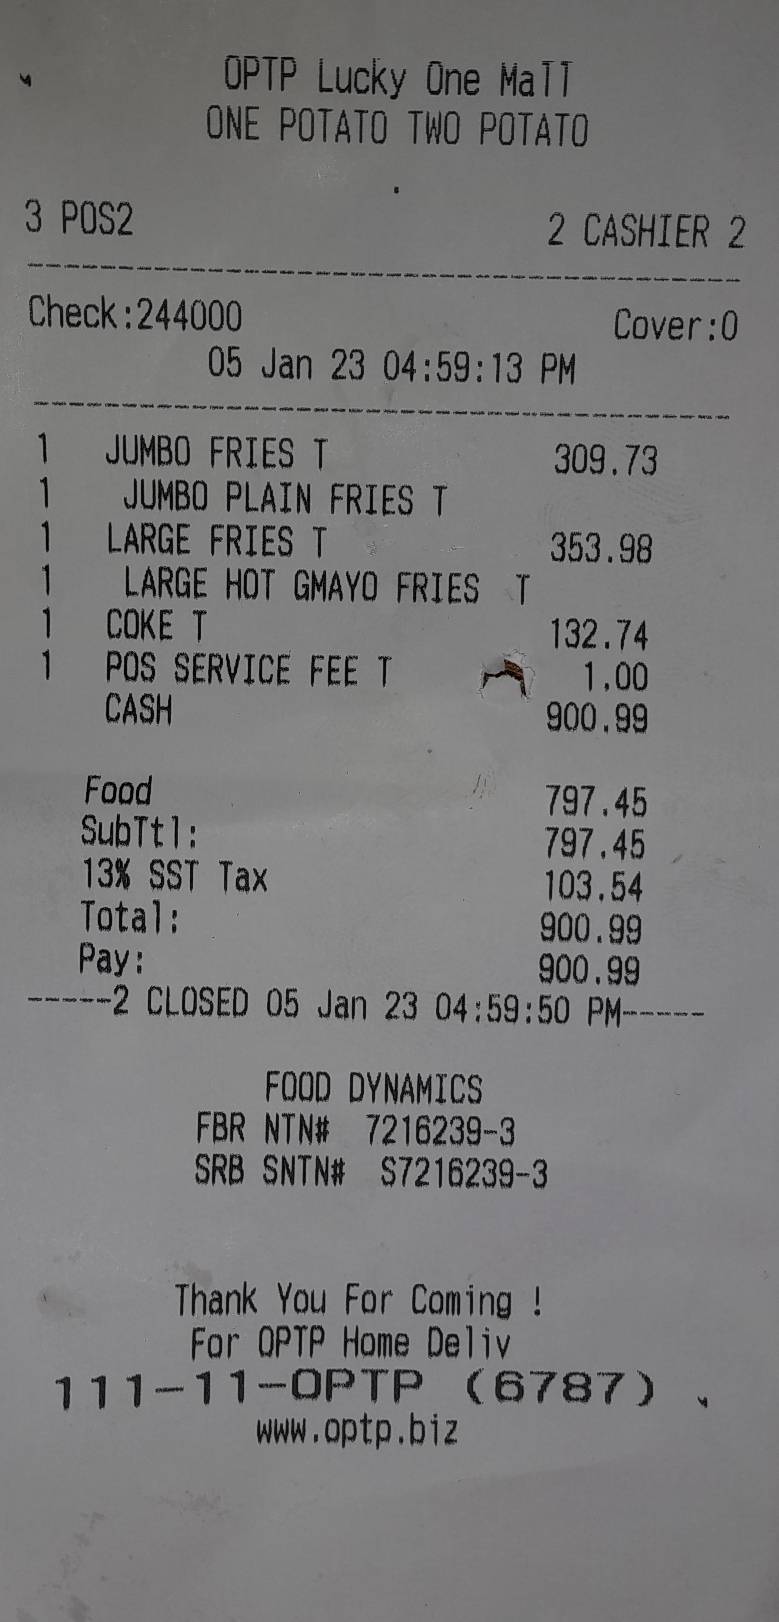 OPTP Lucky One Mall
ONE POTATO TWO POTATO
3 POS2 2 CASHIER 2
Check:244000 Cover:0
05 Jan 23 04:59:13 PM
1 JUMBO FRIES T 309.73
1 JUMBO PLAIN FRIES T
1 LARGE FRIES T 353.98
1 LARGE HOT GMAYO FRIES T
1 COKE T 132.74
1 POS SERVICE FEE T 1.00
CASH 900.99
Food 797.45
SubTtl: 797.45
13% SST Tax 103.54
Total: 900.99
Pay: 900.99
------2 CLOSED 05 Jan 23 04:59:50 PM------
FOOD DYNAMICS
FBR NTN# 7216239-3
SRB SNTN# S7216239-3
Thank You For Coming !
For OPTP Home Deliv
111-11-OPTP (6787)
www.optp.biz